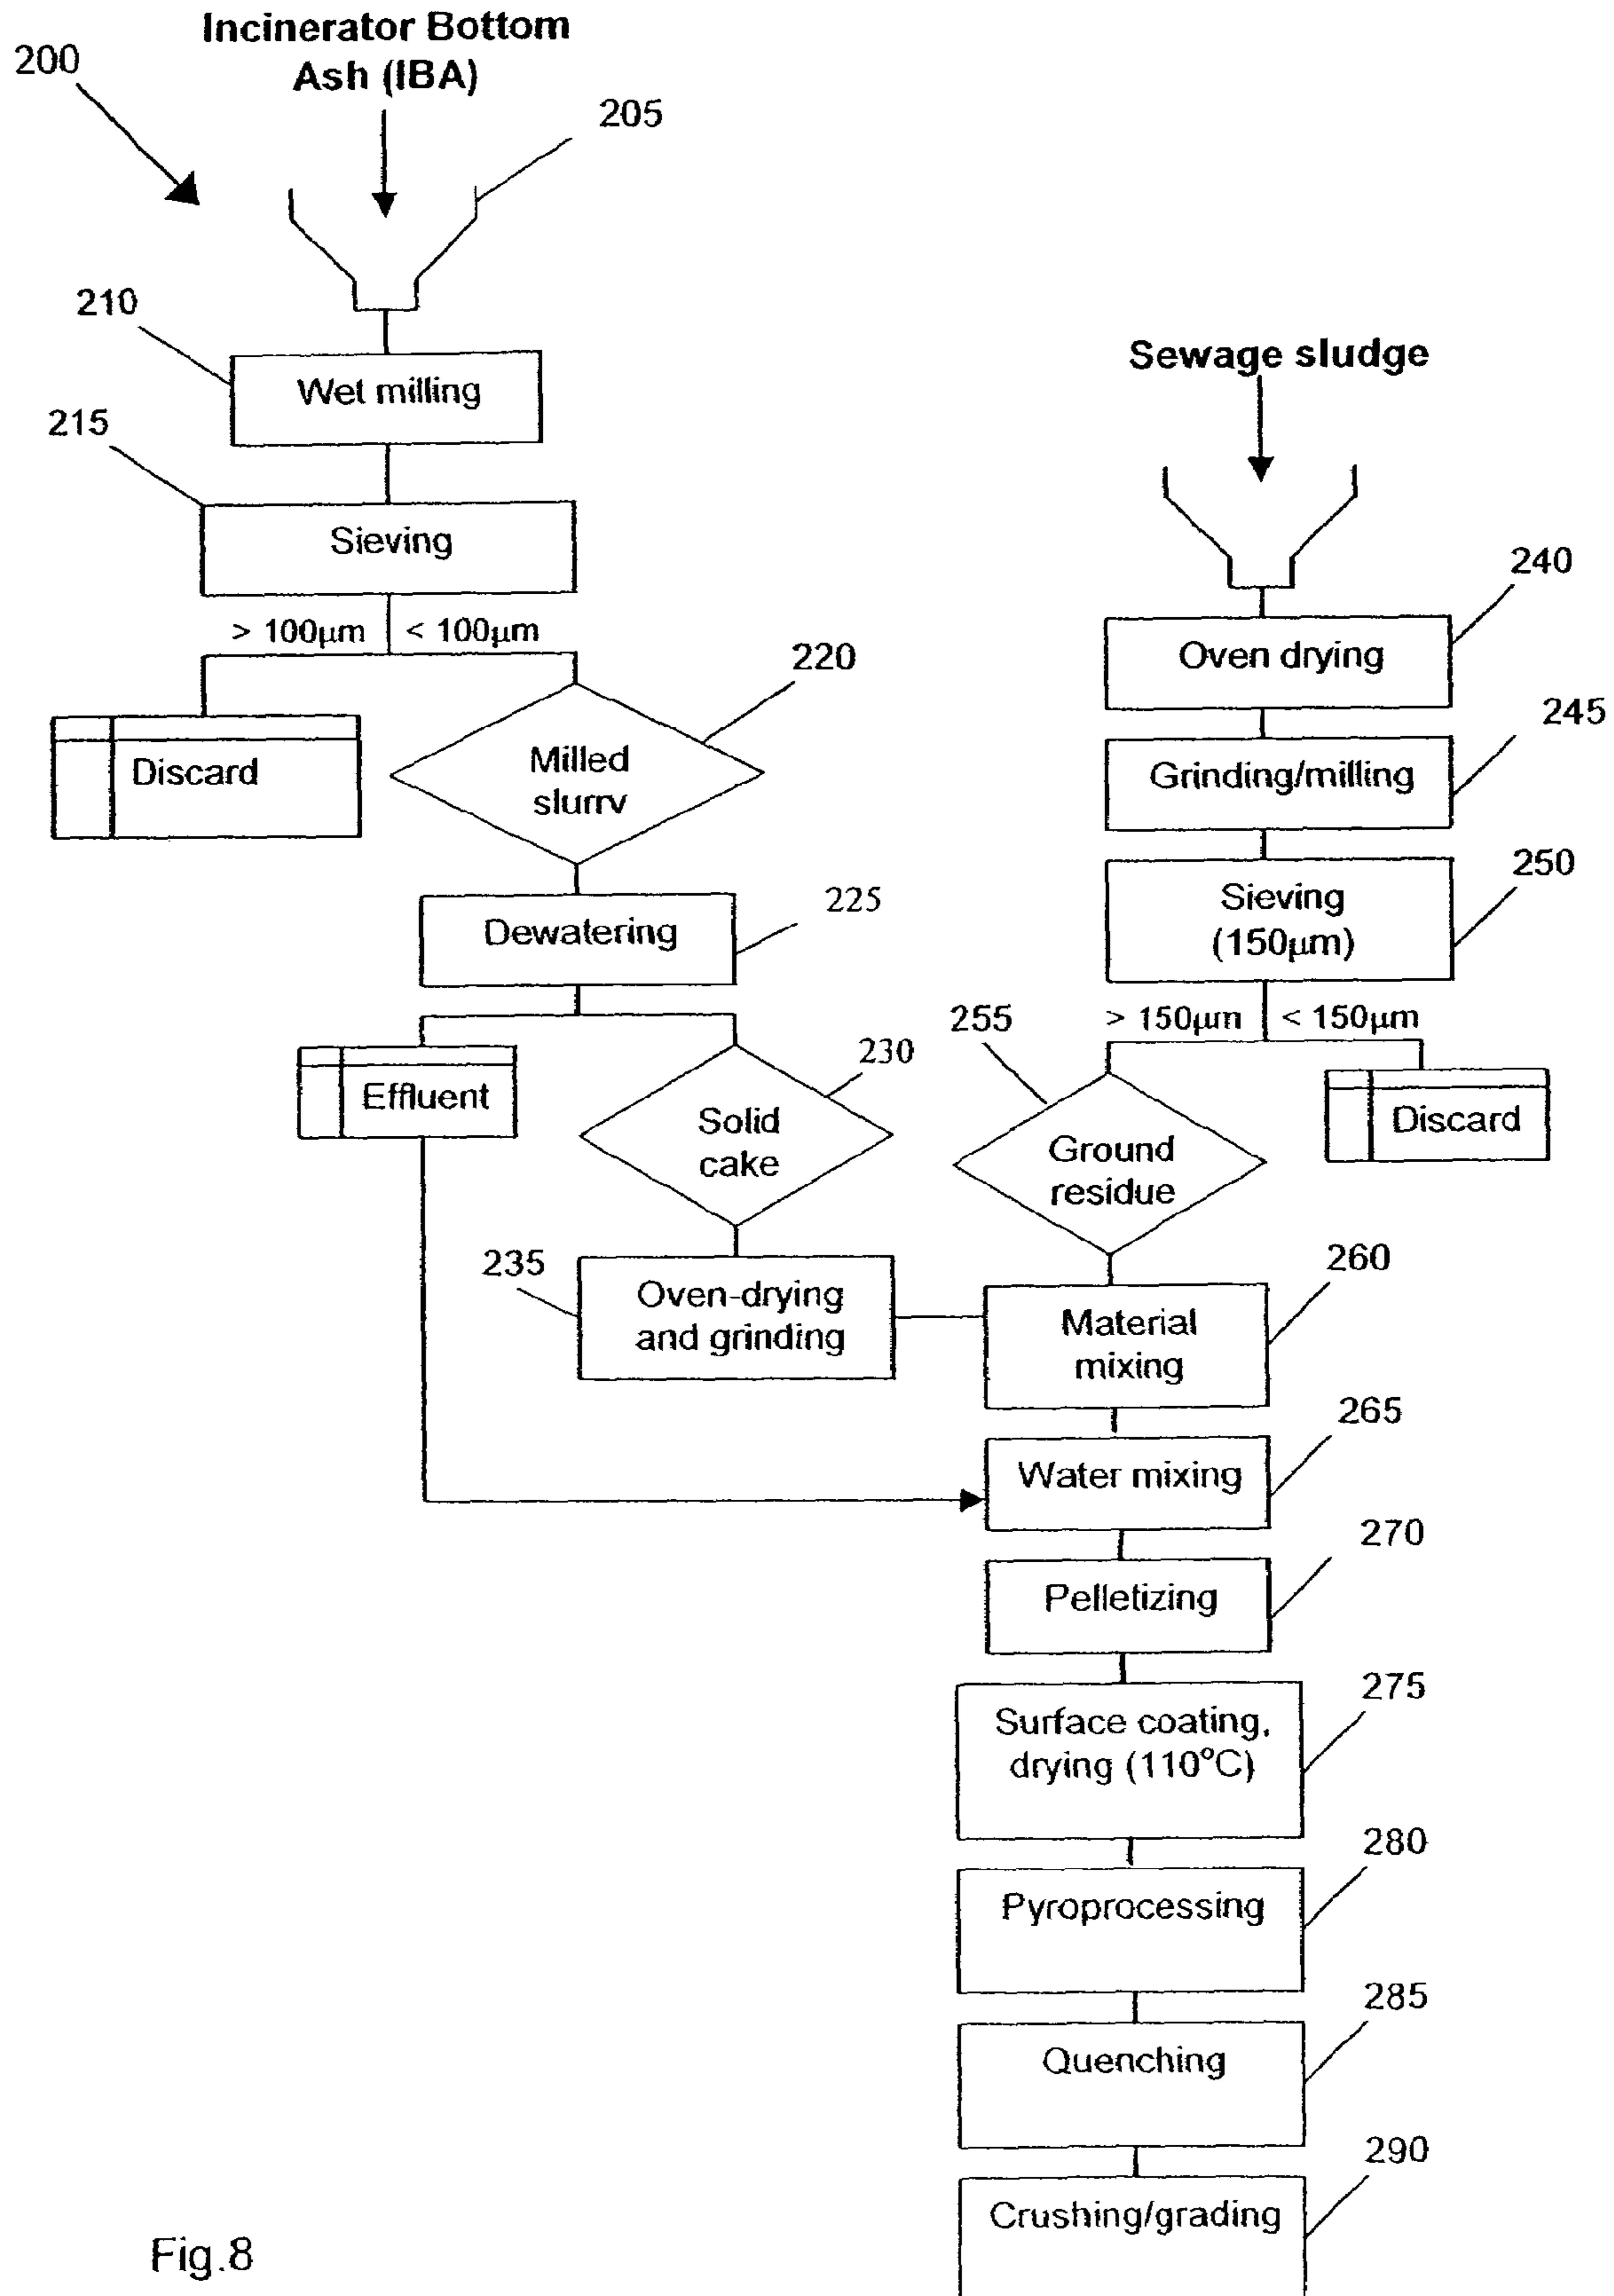 Incinerator Bottom
Ash (IBA)
200
205
210
Wet milling
215
Sieving
> 100µm
< 100µm
Discard
220
Milled
slurry
Dewatering
225
Effluent
230
Solid
cake
235
Oven-drying
and grinding
Sewage sludge
240
Oven drying
245
Grinding/milling
250
Sieving
(150µm)
> 150µm
< 150µm
255
Ground
residue
Discard
260
Material
mixing
265
Water mixing
270
Pelletizing
275
Surface coating,
drying (110°C)
280
Pyroprocessing
285
Quenching
290
Crushing/grading
Fig.8